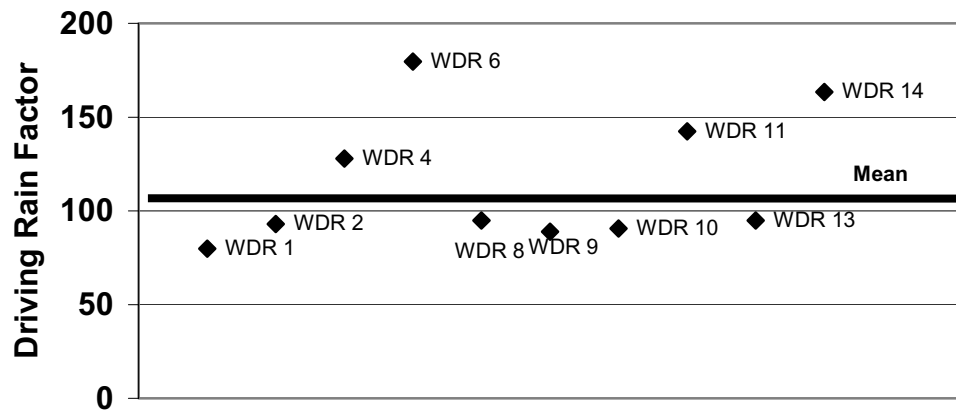 Driving Rain Factor
200
150
100
50
0
WDR 6
WDR 14
WDR 11
WDR 4
Mean
WDR 2
WDR 13
WDR 10
WDR 1
WDR 8
WDR 9